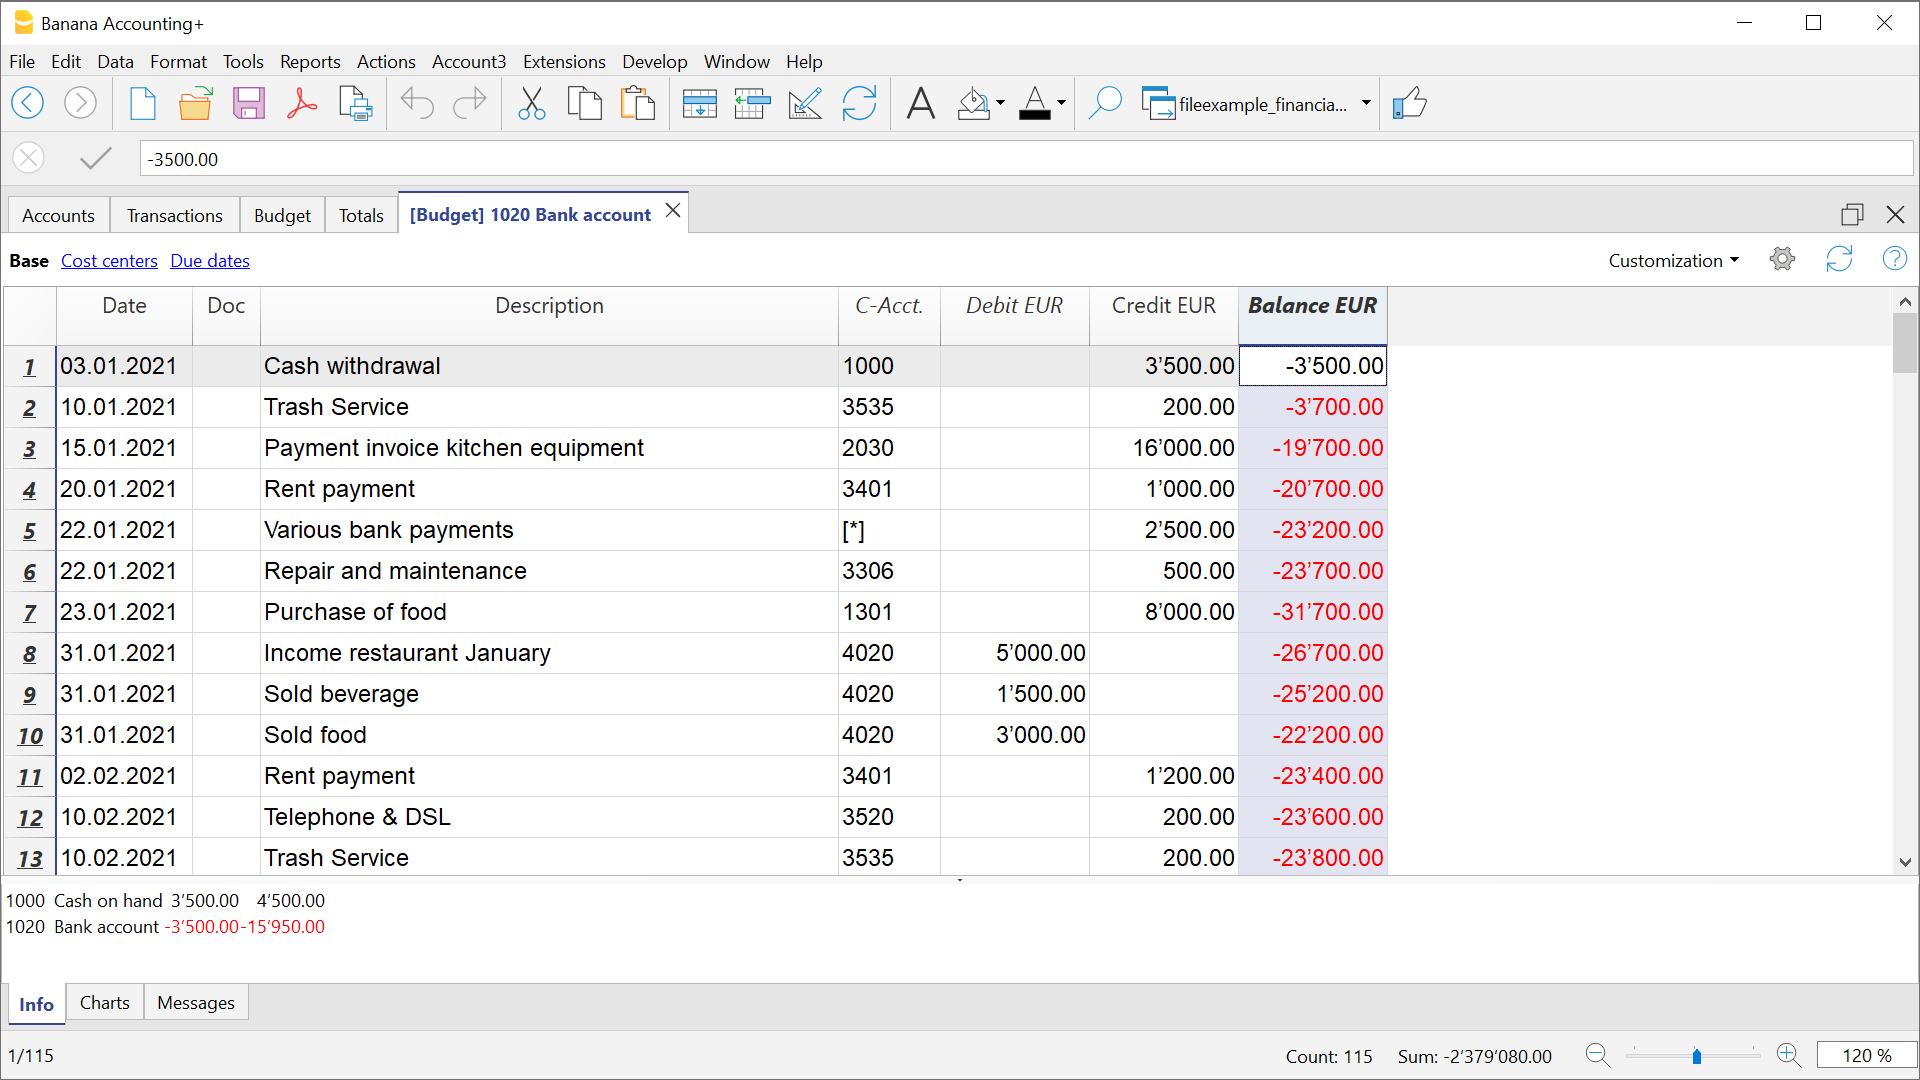 Banana Accounting+
File Edit Data Format Tools Reports Actions Account3 Extensions Develop Window Help
fileexample_financia...
-3500.00
Accounts Transactions Budget Totals [Budget] 1020 Bank account
Base Cost centers Due dates Customization
Date Doc Description C-Acct. Debit EUR Credit EUR Balance EUR
1 03.01.2021 Cash withdrawal 1000 3’500.00 -3’500.00
2 10.01.2021 Trash Service 3535 200.00 -3’700.00
3 15.01.2021 Payment invoice kitchen equipment 2030 16’000.00 -19’700.00
4 20.01.2021 Rent payment 3401 1’000.00 -20’700.00
5 22.01.2021 Various bank payments [*] 2’500.00 -23’200.00
6 22.01.2021 Repair and maintenance 3306 500.00 -23’700.00
7 23.01.2021 Purchase of food 1301 8’000.00 -31’700.00
8 31.01.2021 Income restaurant January 4020 5’000.00 -26’700.00
9 31.01.2021 Sold beverage 4020 1’500.00 -25’200.00
10 31.01.2021 Sold food 4020 3’000.00 -22’200.00
11 02.02.2021 Rent payment 3401 1’200.00 -23’400.00
12 10.02.2021 Telephone & DSL 3520 200.00 -23’600.00
13 10.02.2021 Trash Service 3535 200.00 -23’800.00
1000 Cash on hand 3’500.00 4’500.00
1020 Bank account -3’500.00 -15’950.00
Info Charts Messages
1/115 Count: 115 Sum: -2’379’080.00 120 %